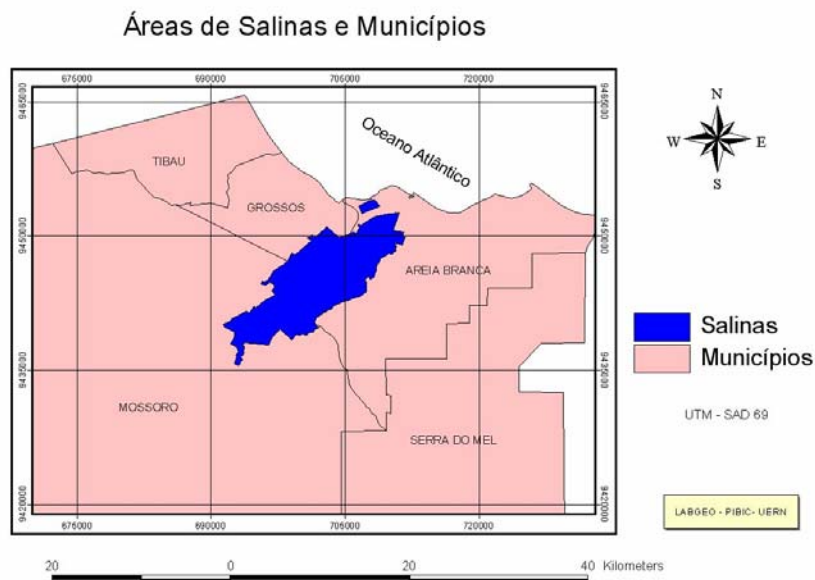 Áreas de Salinas e Municípios
676000 690000 706000 720000
9465000 9465000
Oceano Atlântico
TIBAU
GROSSOS
9450000 9450000
AREIA BRANCA
9435000 9435000
MOSSORO
SERRA DO MEL
9420000 9420000
676000 690000 706000 720000
N
W E
S
Salinas
Municípios
UTM - SAD 69
LABGEO - PIBIC- UERN
20 0 20 40 Kilometers